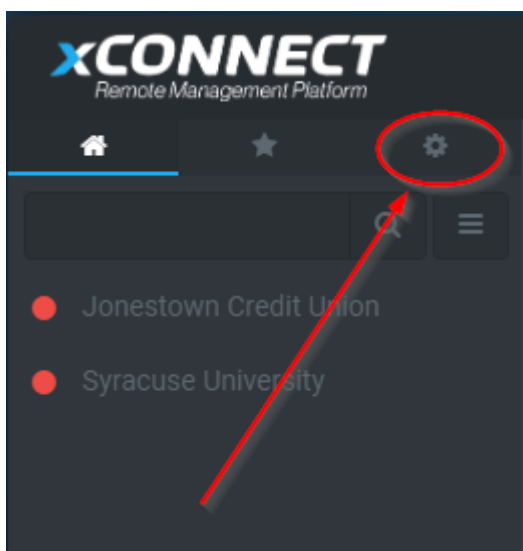 xCONNECT
Remote Management Platform
Jonestown Credit Union
Syracuse University